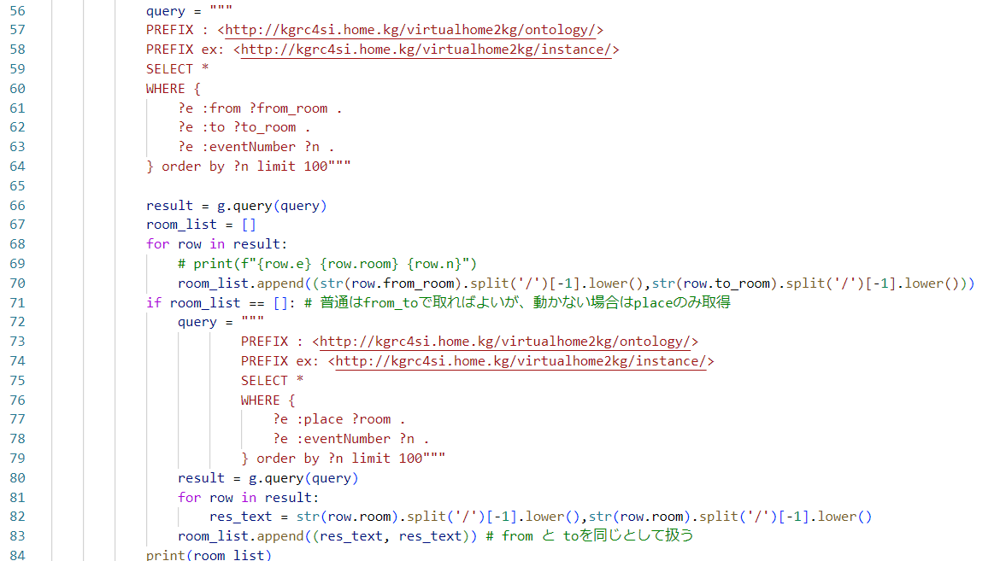 56 query = """
57 PREFIX : <http://kgrc4si.home.kg/virtualhome2kg/ontology/>
58 PREFIX ex: <http://kgrc4si.home.kg/virtualhome2kg/instance/>
59 SELECT *
60 WHERE {
61 ?e :from ?from_room .
62 ?e :to ?to_room .
63 ?e :eventNumber ?n .
64 } order by ?n limit 100"""
65
66 result = g.query(query)
67 room_list = []
68 for row in result:
69 # print(f"{row.e} {row.room} {row.n}")
70 room_list.append((str(row.from_room).split('/')[-1].lower(),str(row.to_room).split('/')[-1].lower()))
71 if room_list == []: # 普通はfrom_toで取ればよいが、動かない場合はplaceのみ取得
72 query = """
73 PREFIX : <http://kgrc4si.home.kg/virtualhome2kg/ontology/>
74 PREFIX ex: <http://kgrc4si.home.kg/virtualhome2kg/instance/>
75 SELECT *
76 WHERE {
77 ?e :place ?room .
78 ?e :eventNumber ?n .
79 } order by ?n limit 100"""
80 result = g.query(query)
81 for row in result:
82 res_text = str(row.room).split('/')[-1].lower(),str(row.room).split('/')[-1].lower()
83 room_list.append((res_text, res_text)) # from と toを同じとして扱う
84 print(room_list)